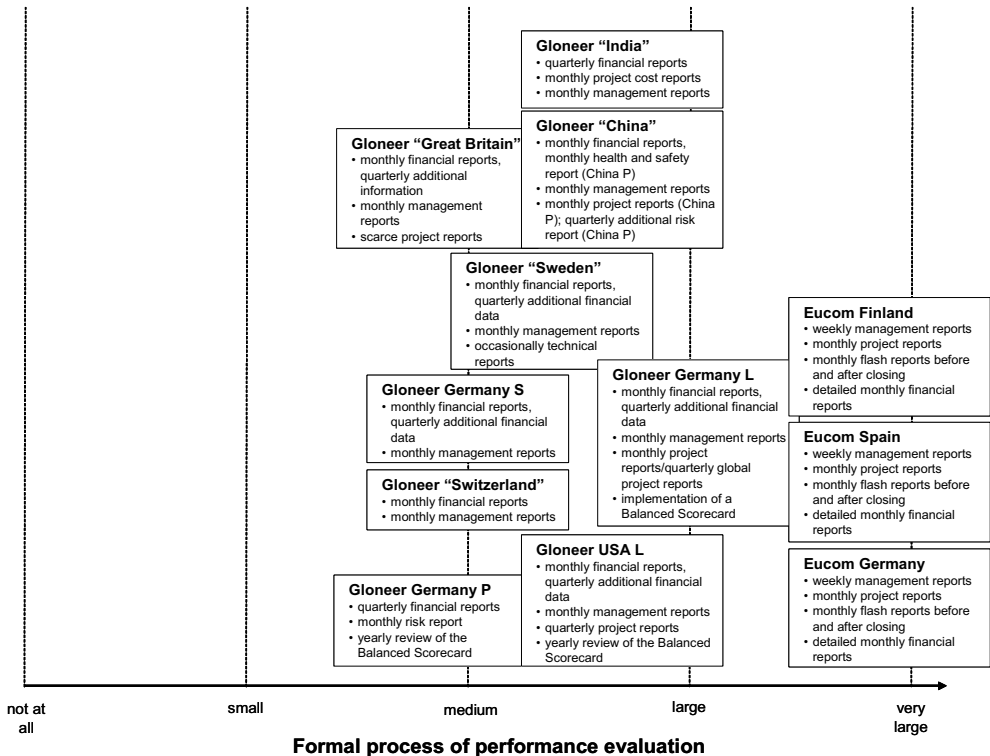 Gloneer “India”
• quarterly financial reports
• monthly project cost reports
• monthly management reports
Gloneer “China”
• monthly financial reports,
monthly health and safety
report (China P)
• monthly management reports
• monthly project reports (China
P); quarterly additional risk
report (China P)
Gloneer “Great Britain”
• monthly financial reports,
quarterly additional
information
• monthly management
reports
• scarce project reports
Gloneer “Sweden”
• monthly financial reports,
quarterly additional financial
data
• monthly management reports
• occasionally technical
reports
Eucom Finland
• weekly management reports
• monthly project reports
• monthly flash reports before
and after closing
• detailed monthly financial
reports
Gloneer Germany L
• monthly financial reports,
quarterly additional financial
data
• monthly management reports
• monthly project
reports/quarterly global
project reports
• implementation of a
Balanced Scorecard
Gloneer Germany S
• monthly financial reports,
quarterly additional financial
data
• monthly management reports
Eucom Spain
• weekly management reports
• monthly project reports
• monthly flash reports before
and after closing
• detailed monthly financial
reports
Gloneer “Switzerland”
• monthly financial reports
• monthly management reports
Gloneer USA L
• monthly financial reports,
quarterly additional financial
data
• monthly management reports
• quarterly project reports
• yearly review of the Balanced
Scorecard
Eucom Germany
• weekly management reports
• monthly project reports
• monthly flash reports before
and after closing
• detailed monthly financial
reports
Gloneer Germany P
• quarterly financial reports
• monthly risk report
• yearly review of the
Balanced Scorecard
not at
all
small
medium
large
very
large
Formal process of performance evaluation